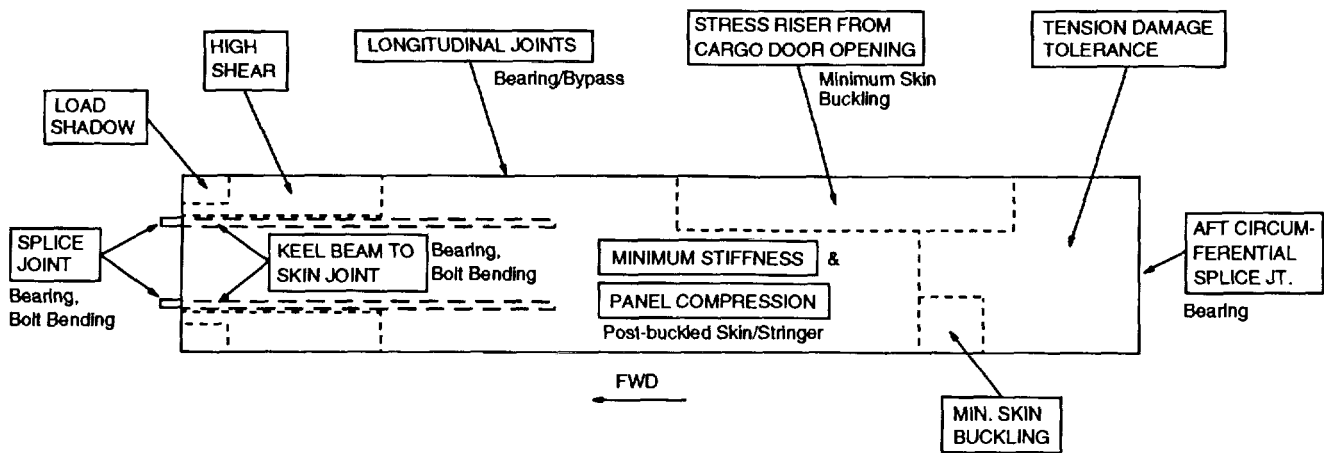 STRESS RISER FROM
CARGO DOOR OPENING
Minimum Skin
Buckling
TENSION DAMAGE
TOLERANCE
HIGH
SHEAR
LONGITUDINAL JOINTS
Bearing/Bypass
LOAD
SHADOW
SPLICE
JOINT
Bearing,
Bolt Bending
KEEL BEAM TO
SKIN JOINT
Bearing,
Bolt Bending
MINIMUM STIFFNESS &
PANEL COMPRESSION
Post-buckled Skin/Stringer
AFT CIRCUM-
FERENTIAL
SPLICE JT.
Bearing
FWD
MIN. SKIN
BUCKLING